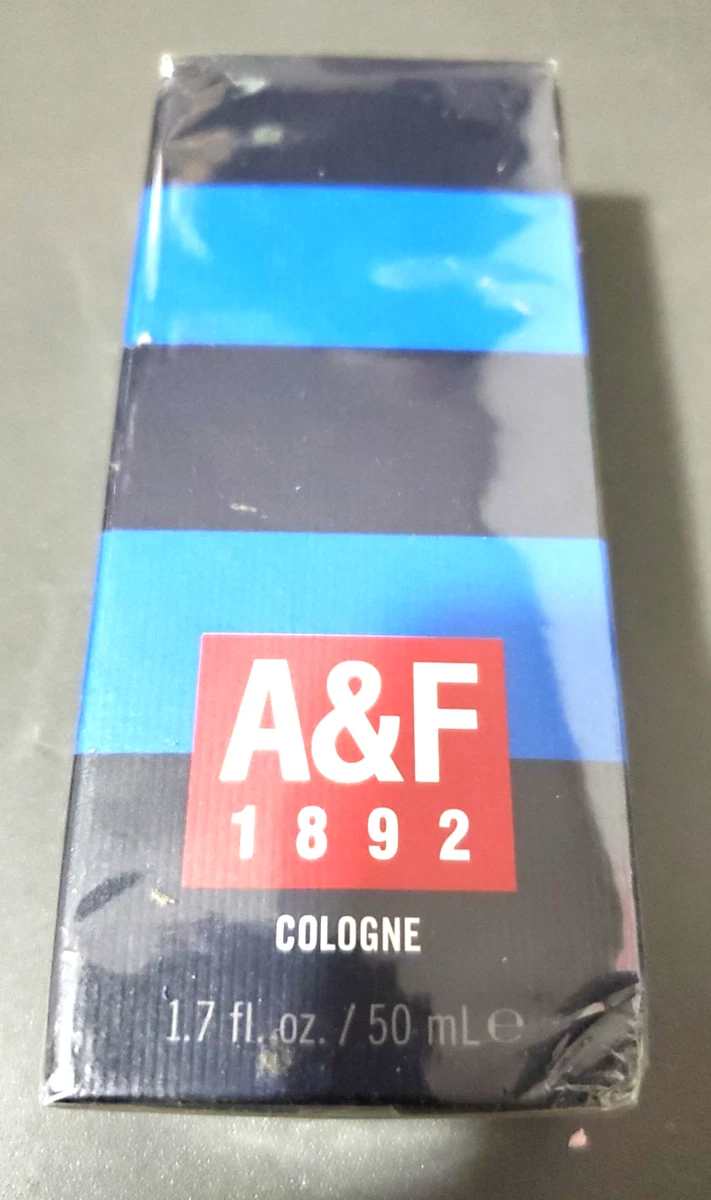 A&F
1892
COLOGNE
1.7 fl. oz. / 50 mL ℮